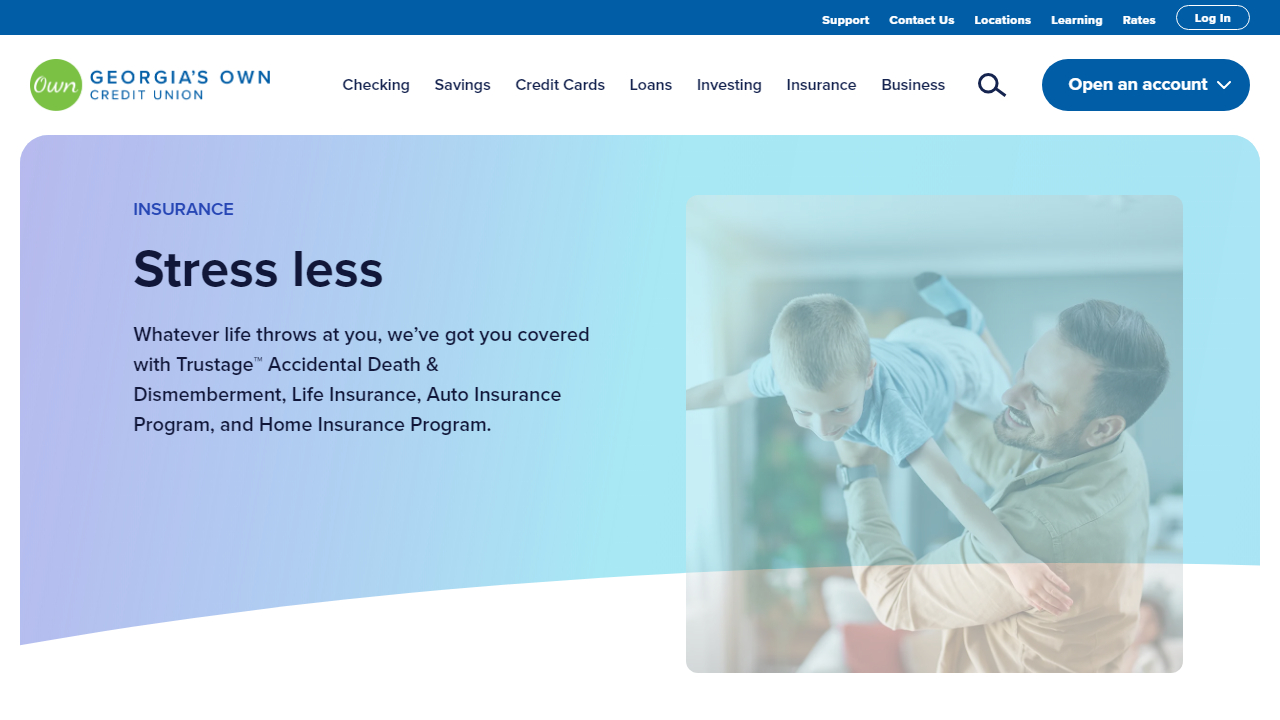 Support Contact Us Locations Learning Rates Log In
Own GEORGIA'S OWN
CREDIT UNION
Checking Savings Credit Cards Loans Investing Insurance Business Open an account
INSURANCE
Stress less
Whatever life throws at you, we’ve got you covered
with Trustage™ Accidental Death &
Dismemberment, Life Insurance, Auto Insurance
Program, and Home Insurance Program.